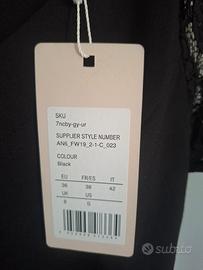 SKU
7ncby-gy-ur
SUPPLIER STYLE NUMBER
AN6_FW19_2-1-C_023
COLOUR
Black
EU FR/ES IT
36 38 42
UK US
8 S
subito